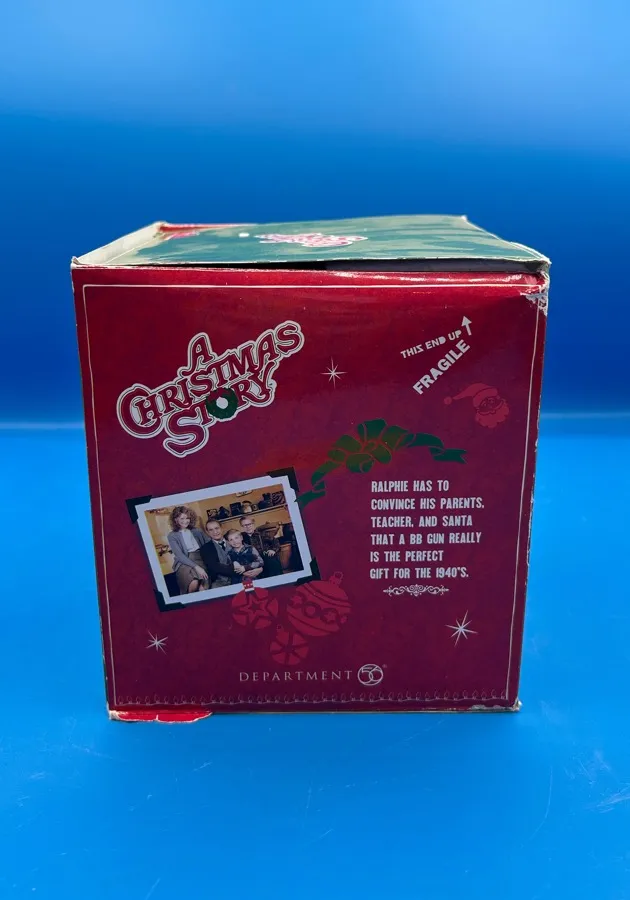 A
CHRISTMAS
STORY
THIS END UP
FRAGILE
RALPHIE HAS TO
CONVINCE HIS PARENTS,
TEACHER, AND SANTA
THAT A BB GUN REALLY
IS THE PERFECT
GIFT FOR THE 1940'S.
DEPARTMENT 56